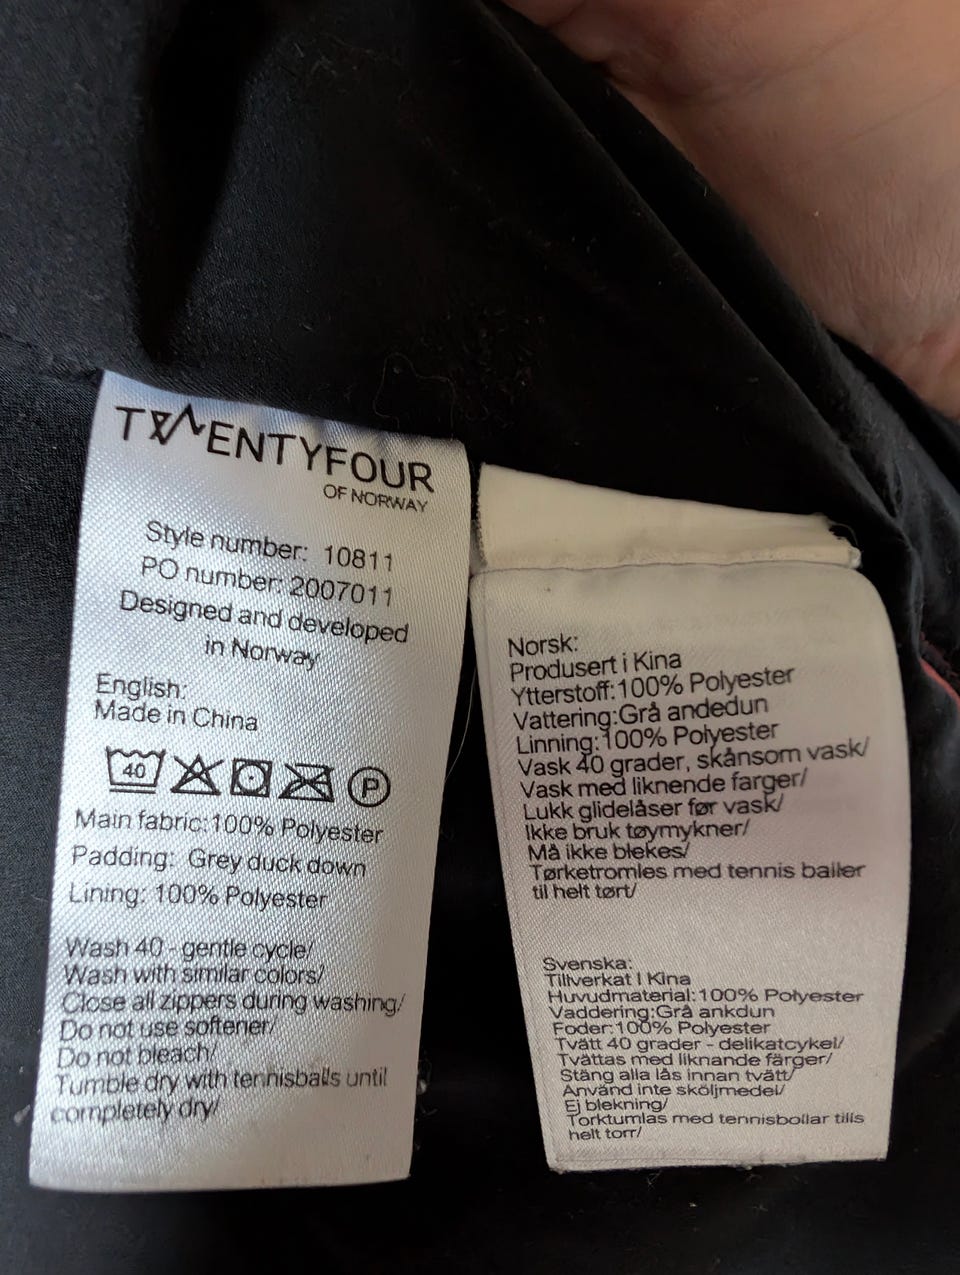 TWENTYFOUR
OF NORWAY
Style number: 10811
PO number: 2007011
Designed and developed
in Norway
English:
Made in China
40
P
Main fabric:100% Polyester
Padding: Grey duck down
Lining: 100% Polyester
Wash 40 - gentle cycle/
Wash with similar colors/
Close all zippers during washing/
Do not use softener/
Do not bleach/
Tumble dry with tennisballs until
completely dry/
Norsk:
Produsert i Kina
Ytterstoff:100% Polyester
Vattering:Grå andedun
Linning:100% Polyester
Vask 40 grader, skånsom vask/
Vask med liknende farger/
Lukk glidelåser før vask/
Ikke bruk tøymykner/
Må ikke blekes/
Tørketromles med tennis baller
til helt tørt/
Svenska:
Tillverkat I Kina
Huvudmaterial:100% Polyester
Vaddering:Grå ankdun
Foder:100% Polyester
Tvätt 40 grader - delikatcykel/
Tvättas med liknande färger/
Stäng alla lås innan tvätt/
Använd inte sköljmedel/
Ej blekning/
Torktumlas med tennisbollar tills
helt torr/